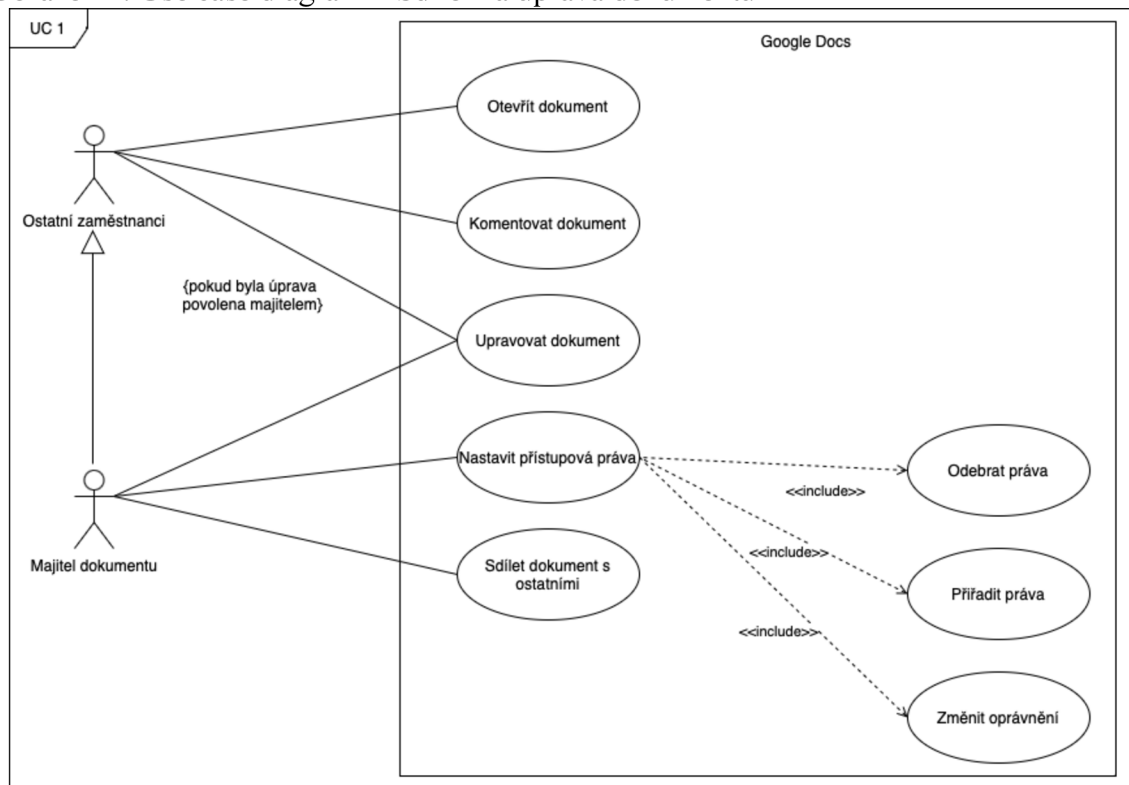 UC 1
Google Docs
Otevřít dokument
Ostatní zaměstnanci
Komentovat dokument
{pokud byla úprava
povolena majitelem}
Upravovat dokument
Nastavit přístupová práva
Odebrat práva
<<include>>
Majitel dokumentu
Sdílet dokument s
ostatními
<<include>>
Přiřadit práva
<<include>>
Změnit oprávnění